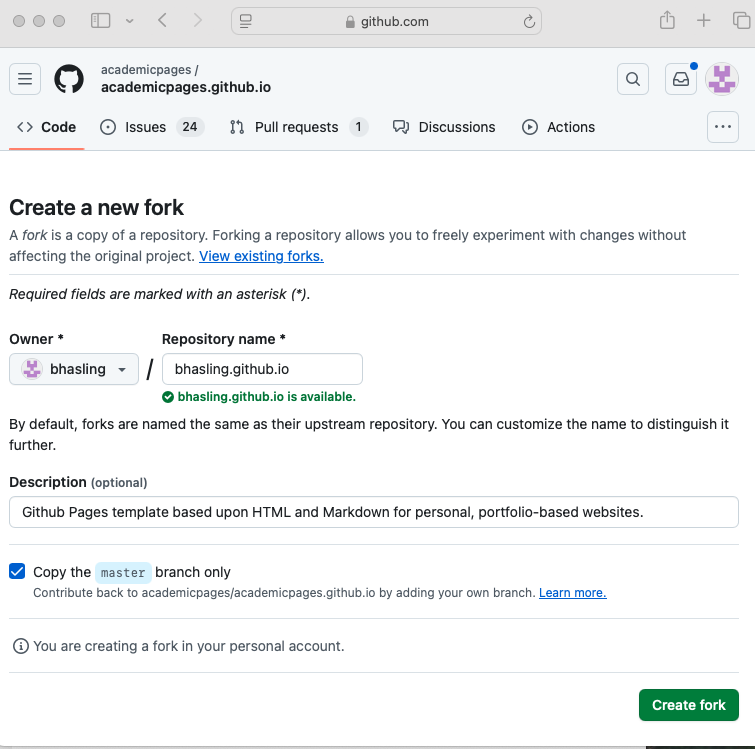 github.com
academicpages /
academicpages.github.io
Code Issues 24 Pull requests 1 Discussions Actions
Create a new fork
A fork is a copy of a repository. Forking a repository allows you to freely experiment with changes without
affecting the original project. View existing forks.
Required fields are marked with an asterisk (*).
Owner * Repository name *
bhasling / bhasling.github.io
bhasling.github.io is available.
By default, forks are named the same as their upstream repository. You can customize the name to distinguish it
further.
Description (optional)
Github Pages template based upon HTML and Markdown for personal, portfolio-based websites.
Copy the master branch only
Contribute back to academicpages/academicpages.github.io by adding your own branch. Learn more.
You are creating a fork in your personal account.
Create fork